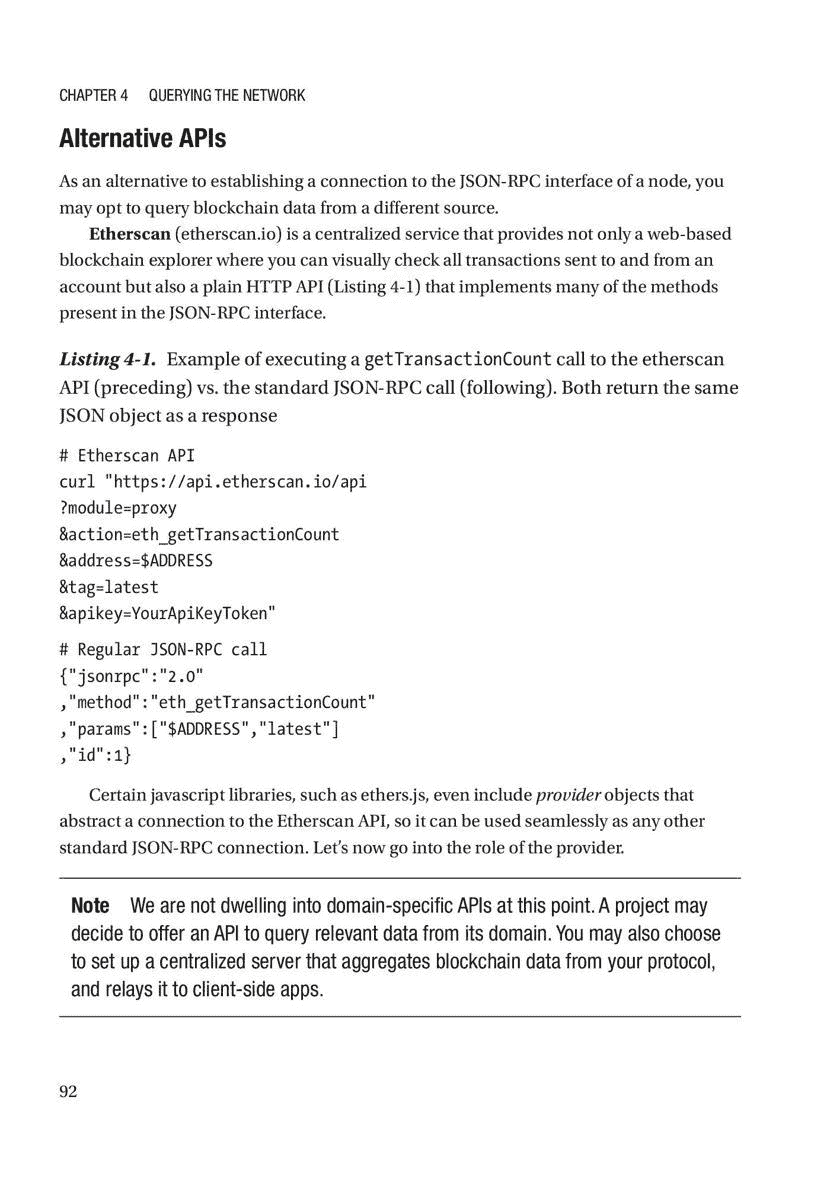 CHAPTER 4 QUERYING THE NETWORK
Alternative APIs
As an alternative to establishing a connection to the JSON-RPC interface of a node, you
may opt to query blockchain data from a different source.
Etherscan (etherscan.io) is a centralized service that provides not only a web-based
blockchain explorer where you can visually check all transactions sent to and from an
account but also a plain HTTP API (Listing 4-1) that implements many of the methods
present in the JSON-RPC interface.
Listing 4-1. Example of executing a getTransactionCount call to the etherscan
API (preceding) vs. the standard JSON-RPC call (following). Both return the same
JSON object as a response
# Etherscan API
curl "https://api.etherscan.io/api
?module=proxy
&action=eth_getTransactionCount
&address=$ADDRESS
&tag=latest
&apikey=YourApiKeyToken"
# Regular JSON-RPC call
{"jsonrpc":"2.0"
,"method":"eth_getTransactionCount"
,"params":["$ADDRESS","latest"]
,"id":1}
Certain javascript libraries, such as ethers.js, even include provider objects that
abstract a connection to the Etherscan API, so it can be used seamlessly as any other
standard JSON-RPC connection. Let’s now go into the role of the provider.
Note We are not dwelling into domain-specific APIs at this point. A project may
decide to offer an API to query relevant data from its domain. You may also choose
to set up a centralized server that aggregates blockchain data from your protocol,
and relays it to client-side apps.
92